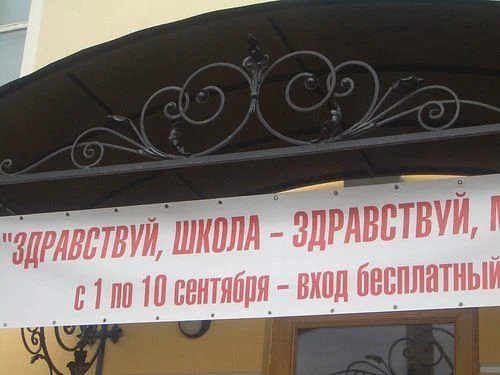 "ЗДРАВСТВУЙ, ШКОЛА – ЗДРАВСТВУЙ,
с 1 по 10 сентября – вход бесплатный